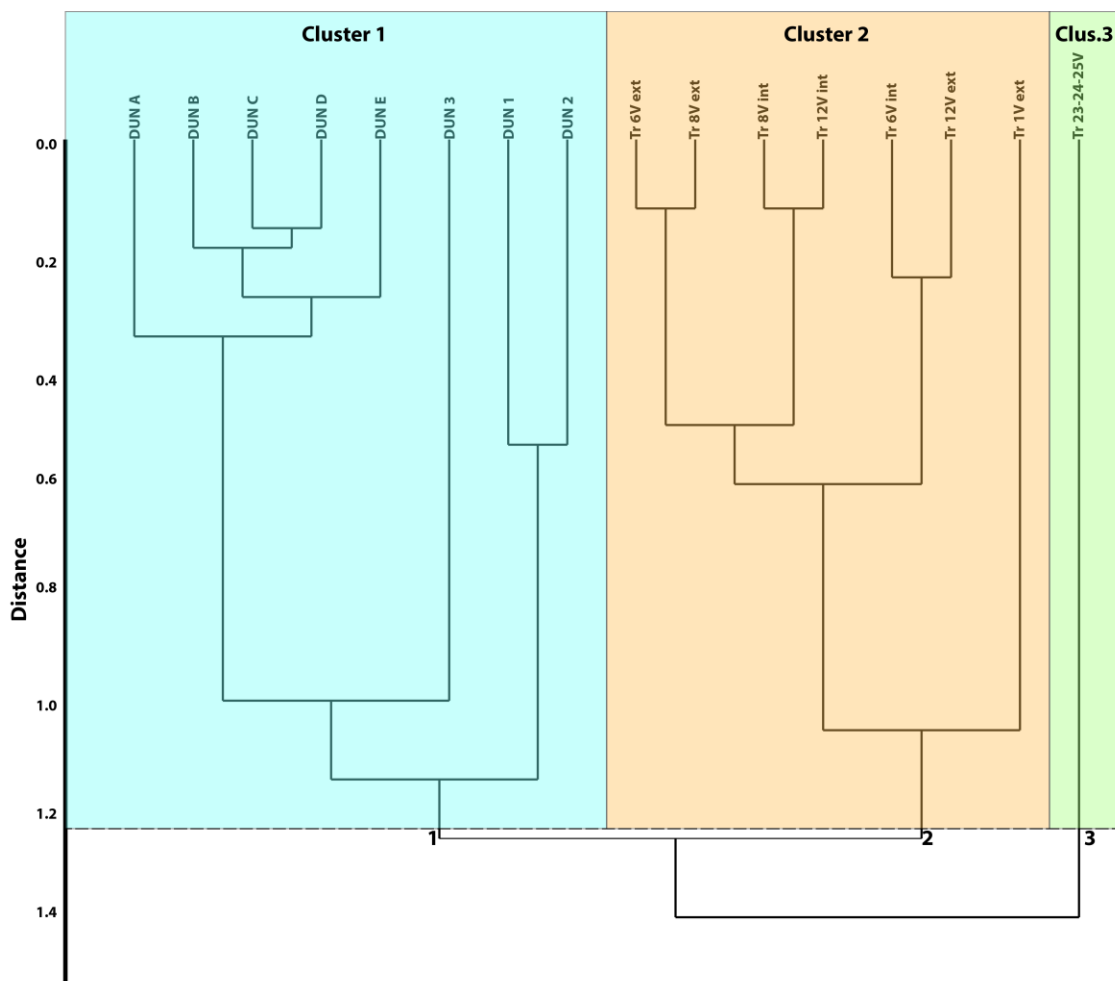 Cluster 1
Cluster 2
Clus.3
DUN A
DUN B
DUN C
DUN D
DUN E
DUN 3
DUN 1
DUN 2
Tr 6V ext
Tr 8V ext
Tr 8V int
Tr 12V int
Tr 6V int
Tr 12V ext
Tr 1V ext
Tr 23-24-25V
Distance
0.0
0.2
0.4
0.6
0.8
1.0
1.2
1.4
1
2
3